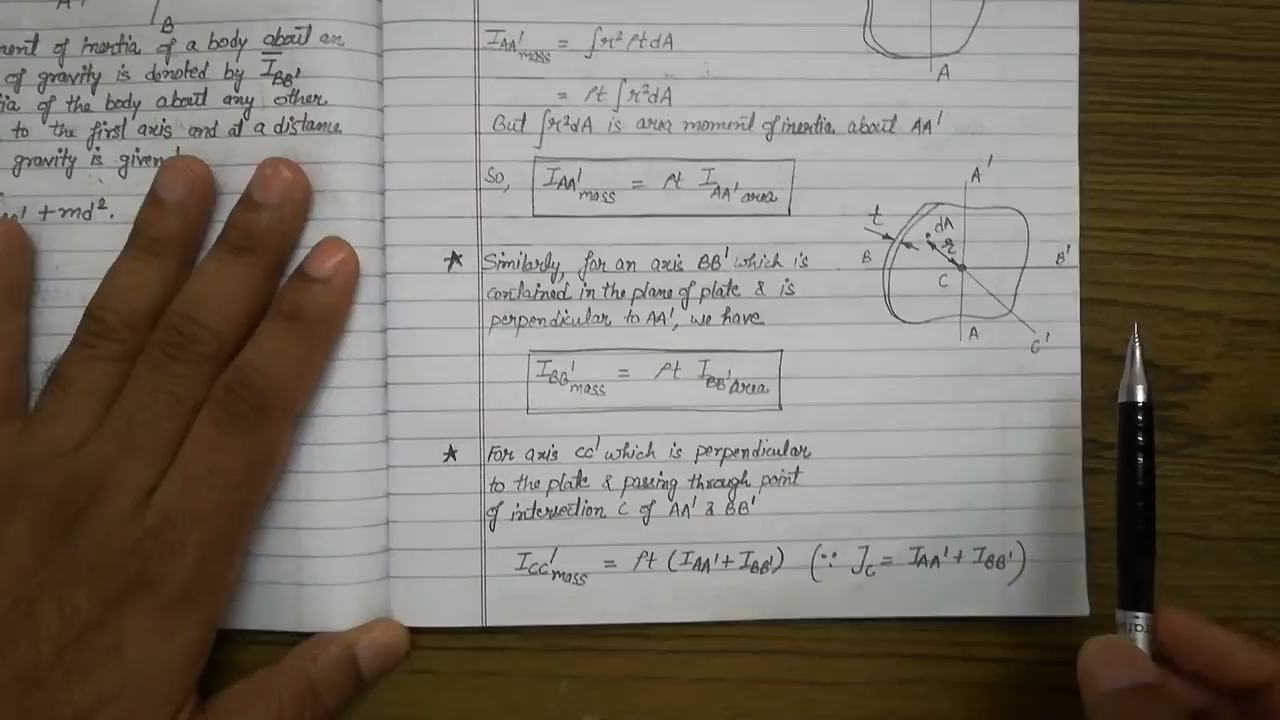 B
ment of inertia of a body about an
of gravity is denoted by I̅BB'
ia of the body about any other
to the first axis and at a distance
gravity is given
+ md².
I_AA' mass = ∫r² ρt dA
= ρt ∫r²dA
But ∫r²dA is area moment of inertia about AA'
So, I_AA' mass = ρt I_AA' area
★ Similarly, for an axis BB' which is
contained in the plane of plate & is
perpendicular to AA', we have
I_BB' mass = ρt I_BB' area
★ For axis CC' which is perpendicular
to the plate & passing through point
of intersection C of AA' & BB'
I_CC' mass = ρt (I_AA' + I_BB') (∵ J_C = I_AA' + I_BB')
A
A'
t
dA
r
B
B'
C
A
C'